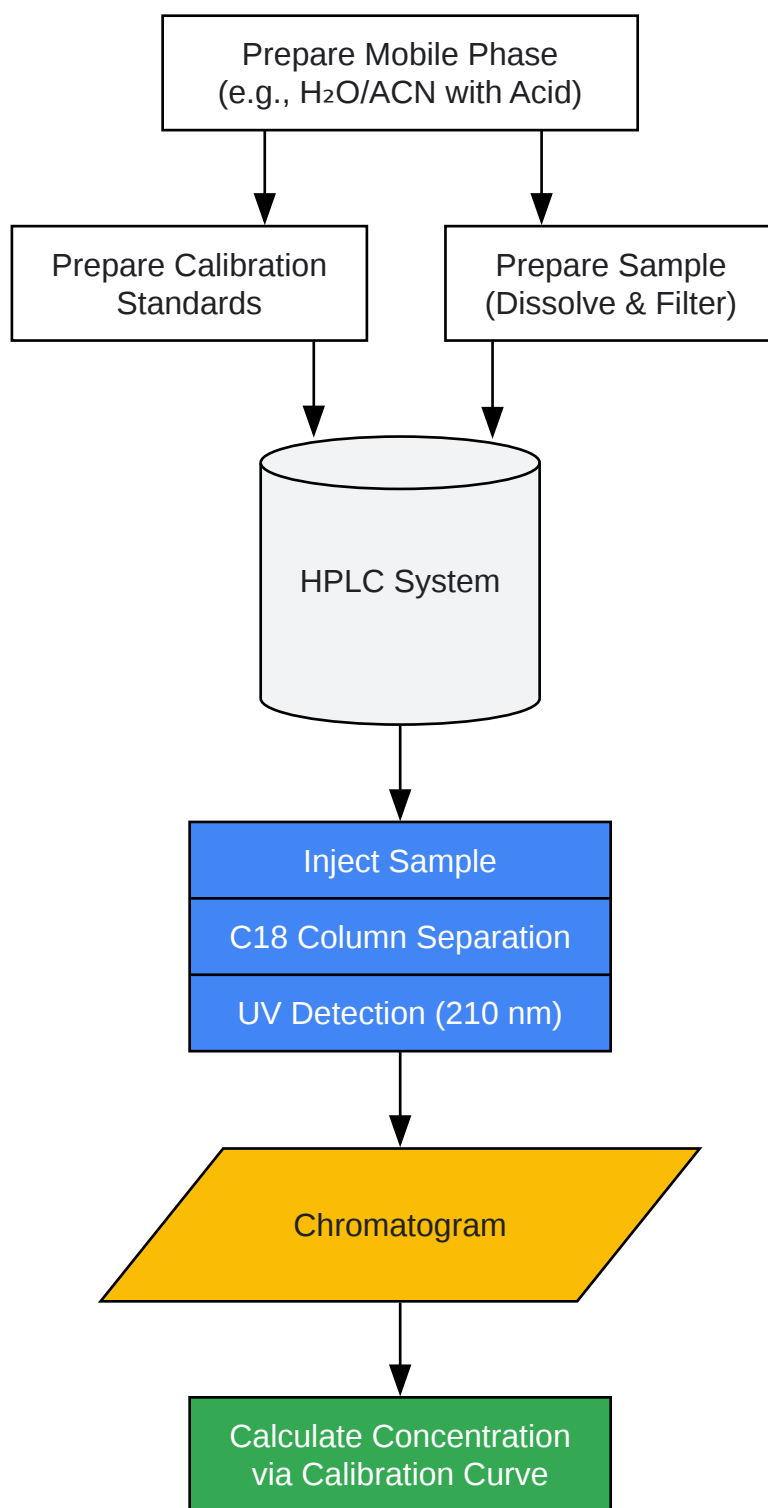 Prepare Mobile Phase
(e.g., H₂O/ACN with Acid)
Prepare Calibration
Standards
Prepare Sample
(Dissolve & Filter)
HPLC System
Inject Sample
C18 Column Separation
UV Detection (210 nm)
Chromatogram
Calculate Concentration
via Calibration Curve